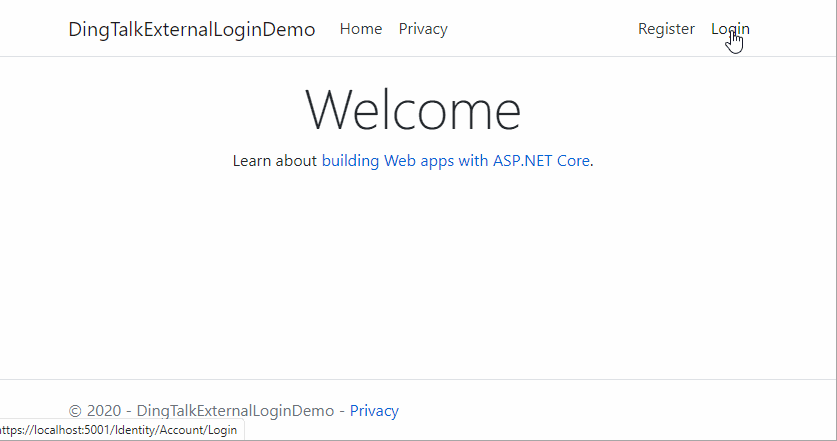 DingTalkExternalLoginDemo Home Privacy Register Login
Welcome
Learn about building Web apps with ASP.NET Core.
© 2020 - DingTalkExternalLoginDemo - Privacy
https://localhost:5001/Identity/Account/Login